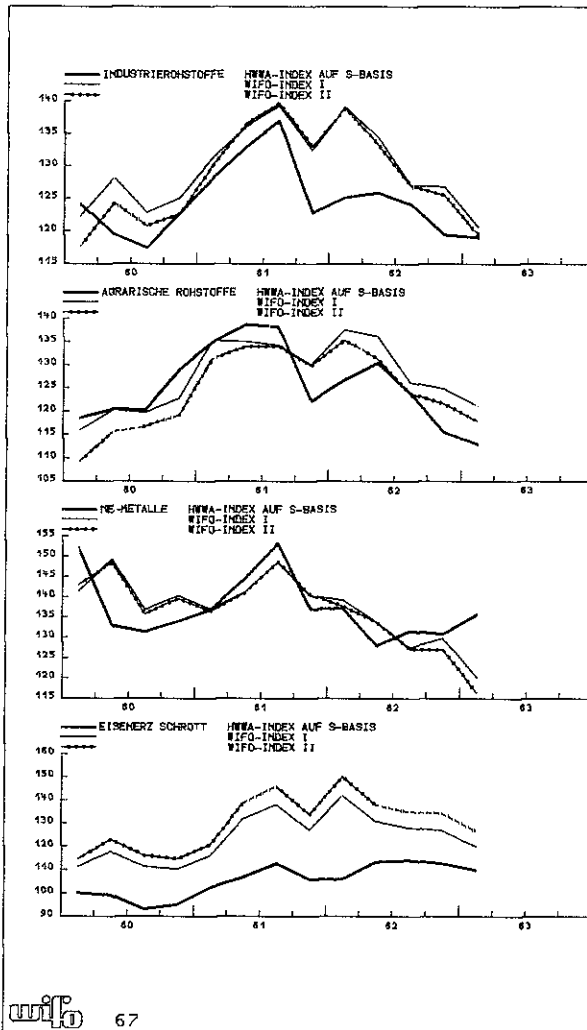 INDUSTRIEROHSTOFFE HWWA-INDEX AUF S-BASIS
WIFO-INDEX I
WIFO-INDEX II
140
135
130
125
120
115
60 61 62 63
AGRARISCHE ROHSTOFFE HWWA-INDEX AUF S-BASIS
WIFO-INDEX I
WIFO-INDEX II
140
135
130
125
120
115
110
105
60 61 62 63
NE-METALLE HWWA-INDEX AUF S-BASIS
WIFO-INDEX I
WIFO-INDEX II
155
150
145
140
135
130
125
120
115
60 61 62 63
EISENERZ SCHROTT HWWA-INDEX AUF S-BASIS
WIFO-INDEX I
WIFO-INDEX II
160
150
140
130
120
110
100
90
60 61 62 63
wifo 67